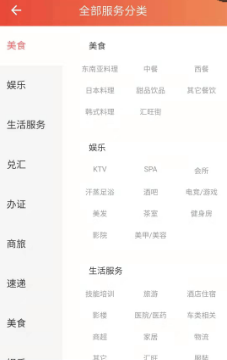 全部服务分类
美食
娱乐
生活服务
兑汇
办证
商旅
速递
美食
美食
东南亚料理 中餐 西餐
日本料理 甜品饮品 其它餐饮
韩式料理 汇旺街
娱乐
KTV SPA 会所
汗蒸足浴 酒吧 电竞/游戏
美发 茶室 健身房
影院 美甲/美容
生活服务
技能培训 旅游 酒店住宿
影楼 医院/医药 车类相关
商超 家居 物流
其它 汇旺